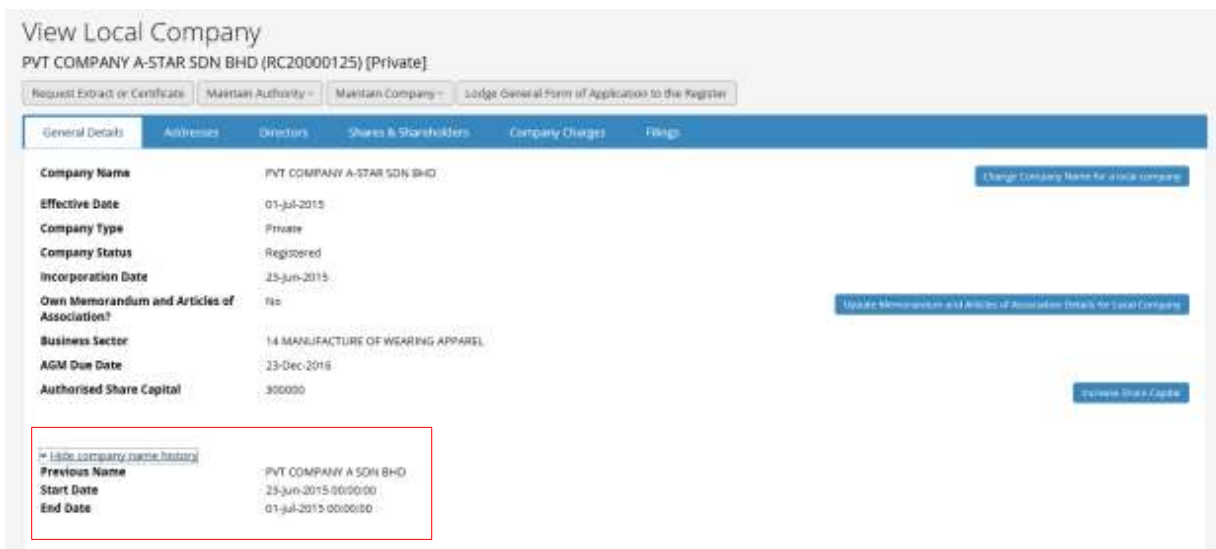 View Local Company
PVT COMPANY A-STAR SDN BHD (RC20000125) [Private]
Request Extract or Certificate Maintain Authority Maintain Company Lodge General Form of Application to the Register
General Details Addresses Directors Shares & Shareholders Company Charges Filings
Company Name PVT COMPANY A-STAR SDN BHD Change Company Name for a local company
Effective Date 01-Jul-2015
Company Type Private
Company Status Registered
Incorporation Date 23-Jun-2015
Own Memorandum and Articles of No Update Memorandum and Articles of Association Details for Local Company
Association?
Business Sector 14 MANUFACTURE OF WEARING APPAREL
AGM Due Date 23-Dec-2016
Authorised Share Capital 300000 Increase Share Capital
Hide company name history
Previous Name PVT COMPANY A SDN BHD
Start Date 23-Jun-2015 00:00:00
End Date 01-Jul-2015 00:00:00